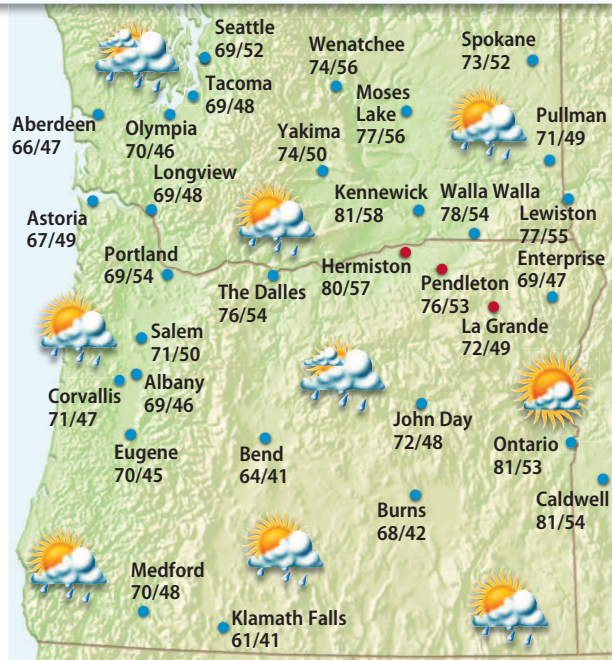 Seattle
69/52
Wenatchee
74/56
Spokane
73/52
Tacoma
69/48
Moses
Lake
77/56
Pullman
71/49
Aberdeen
66/47
Olympia
70/46
Yakima
74/50
Longview
69/48
Kennewick
81/58
Walla Walla
78/54
Lewiston
77/55
Astoria
67/49
Portland
69/54
The Dalles
76/54
Hermiston
80/57
Pendleton
76/53
Enterprise
69/47
La Grande
72/49
Salem
71/50
Albany
69/46
Corvallis
71/47
Eugene
70/45
Bend
64/41
John Day
72/48
Ontario
81/53
Caldwell
81/54
Burns
68/42
Medford
70/48
Klamath Falls
61/41